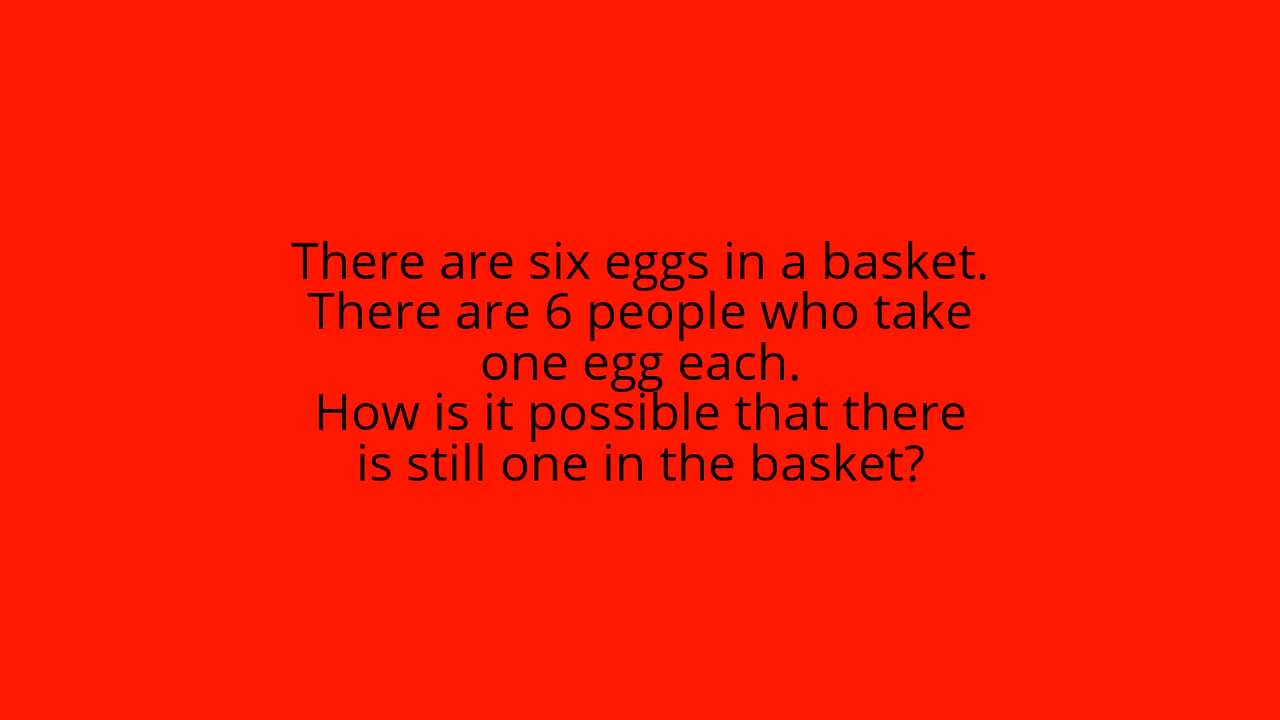 There are six eggs in a basket.
There are 6 people who take
one egg each.
How is it possible that there
is still one in the basket?